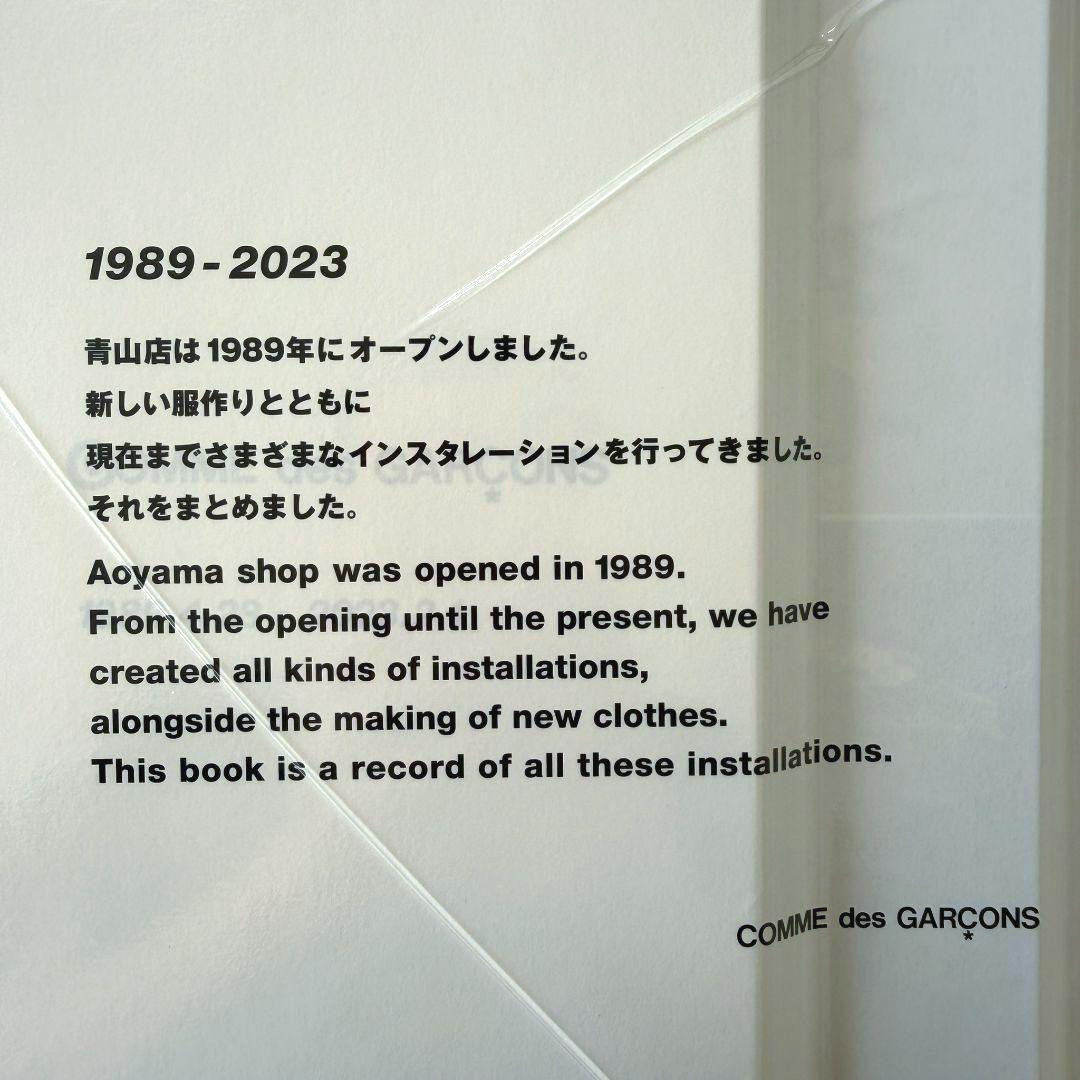 1989-2023
青山店は1989年にオープンしました。
新しい服作りとともに
現在までさまざまなインスタレーションを行ってきました。
それをまとめました。
Aoyama shop was opened in 1989.
From the opening until the present, we have
created all kinds of installations,
alongside the making of new clothes.
This book is a record of all these installations.
COMME des GARÇONS